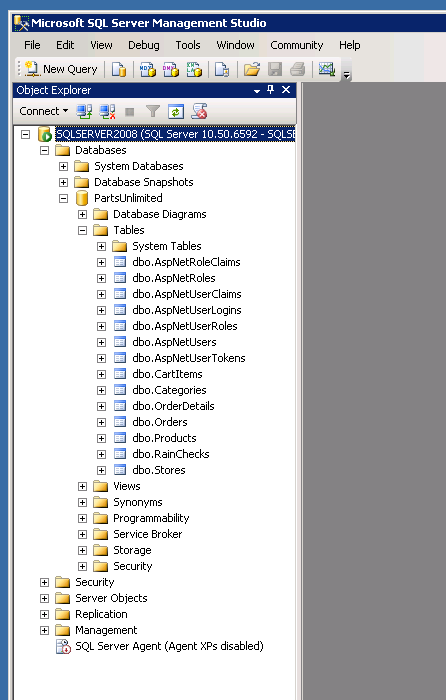 Microsoft SQL Server Management Studio
File Edit View Debug Tools Window Community Help
New Query
Object Explorer
Connect
SQLSERVER2008 (SQL Server 10.50.6592 - SQLSE
Databases
System Databases
Database Snapshots
PartsUnlimited
Database Diagrams
Tables
System Tables
dbo.AspNetRoleClaims
dbo.AspNetRoles
dbo.AspNetUserClaims
dbo.AspNetUserLogins
dbo.AspNetUserRoles
dbo.AspNetUsers
dbo.AspNetUserTokens
dbo.CartItems
dbo.Categories
dbo.OrderDetails
dbo.Orders
dbo.Products
dbo.RainChecks
dbo.Stores
Views
Synonyms
Programmability
Service Broker
Storage
Security
Security
Server Objects
Replication
Management
SQL Server Agent (Agent XPs disabled)